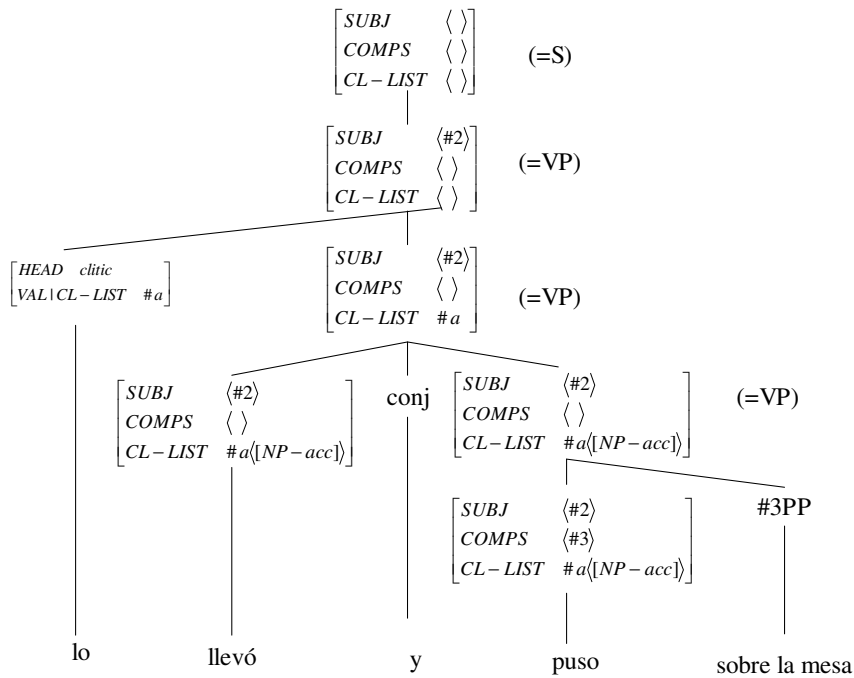 SUBJ ⟨ ⟩
COMPS ⟨ ⟩
CL – LIST ⟨ ⟩
(=S)
SUBJ ⟨#2⟩
COMPS ⟨ ⟩
CL – LIST ⟨ ⟩
(=VP)
HEAD clitic
VAL | CL – LIST # a
SUBJ ⟨#2⟩
COMPS ⟨ ⟩
CL – LIST # a
(=VP)
SUBJ ⟨#2⟩
COMPS ⟨ ⟩
CL – LIST # a⟨[NP – acc]⟩
conj
SUBJ ⟨#2⟩
COMPS ⟨ ⟩
CL – LIST # a⟨[NP – acc]⟩
(=VP)
SUBJ ⟨#2⟩
COMPS ⟨#3⟩
CL – LIST # a⟨[NP – acc]⟩
#3PP
lo llevó y puso sobre la mesa